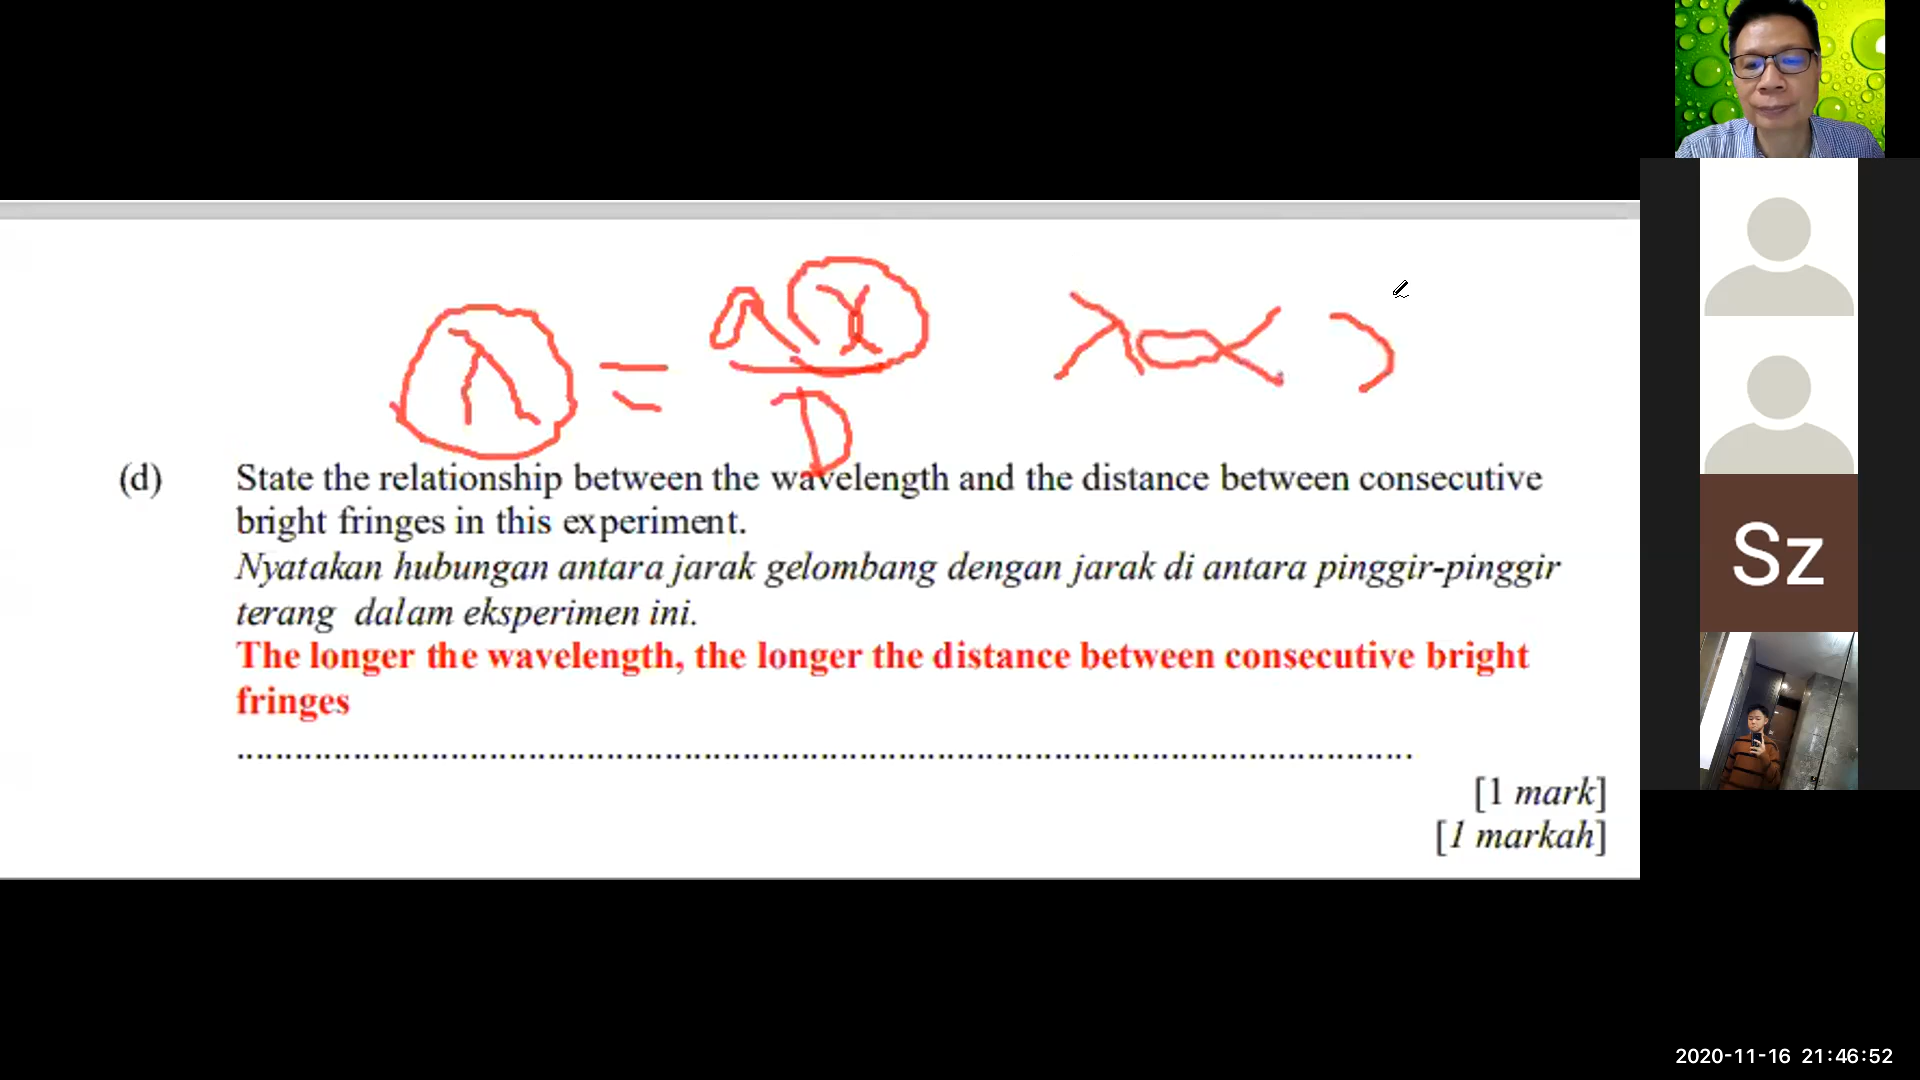 λ = ax
D
λ ∝
(d) State the relationship between the wavelength and the distance between consecutive
bright fringes in this experiment.
Nyatakan hubungan antara jarak gelombang dengan jarak di antara pinggir-pinggir
terang dalam eksperimen ini.
The longer the wavelength, the longer the distance between consecutive bright
fringes
................................................................................
[1 mark]
[1 markah]
Sz
2020-11-16 21:46:52